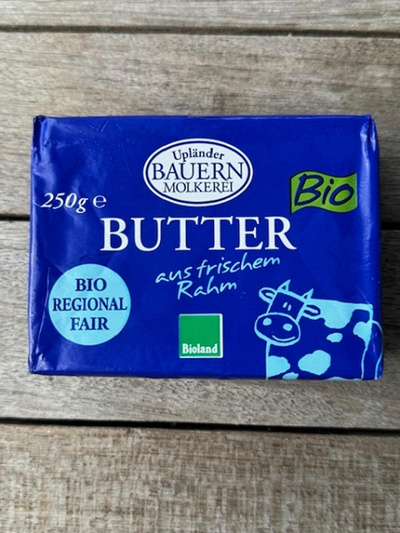 Upländer
BAUERN
MOLKEREI
Bio
250g e
BUTTER
aus frischem
Rahm
BIO
REGIONAL
FAIR
Bioland